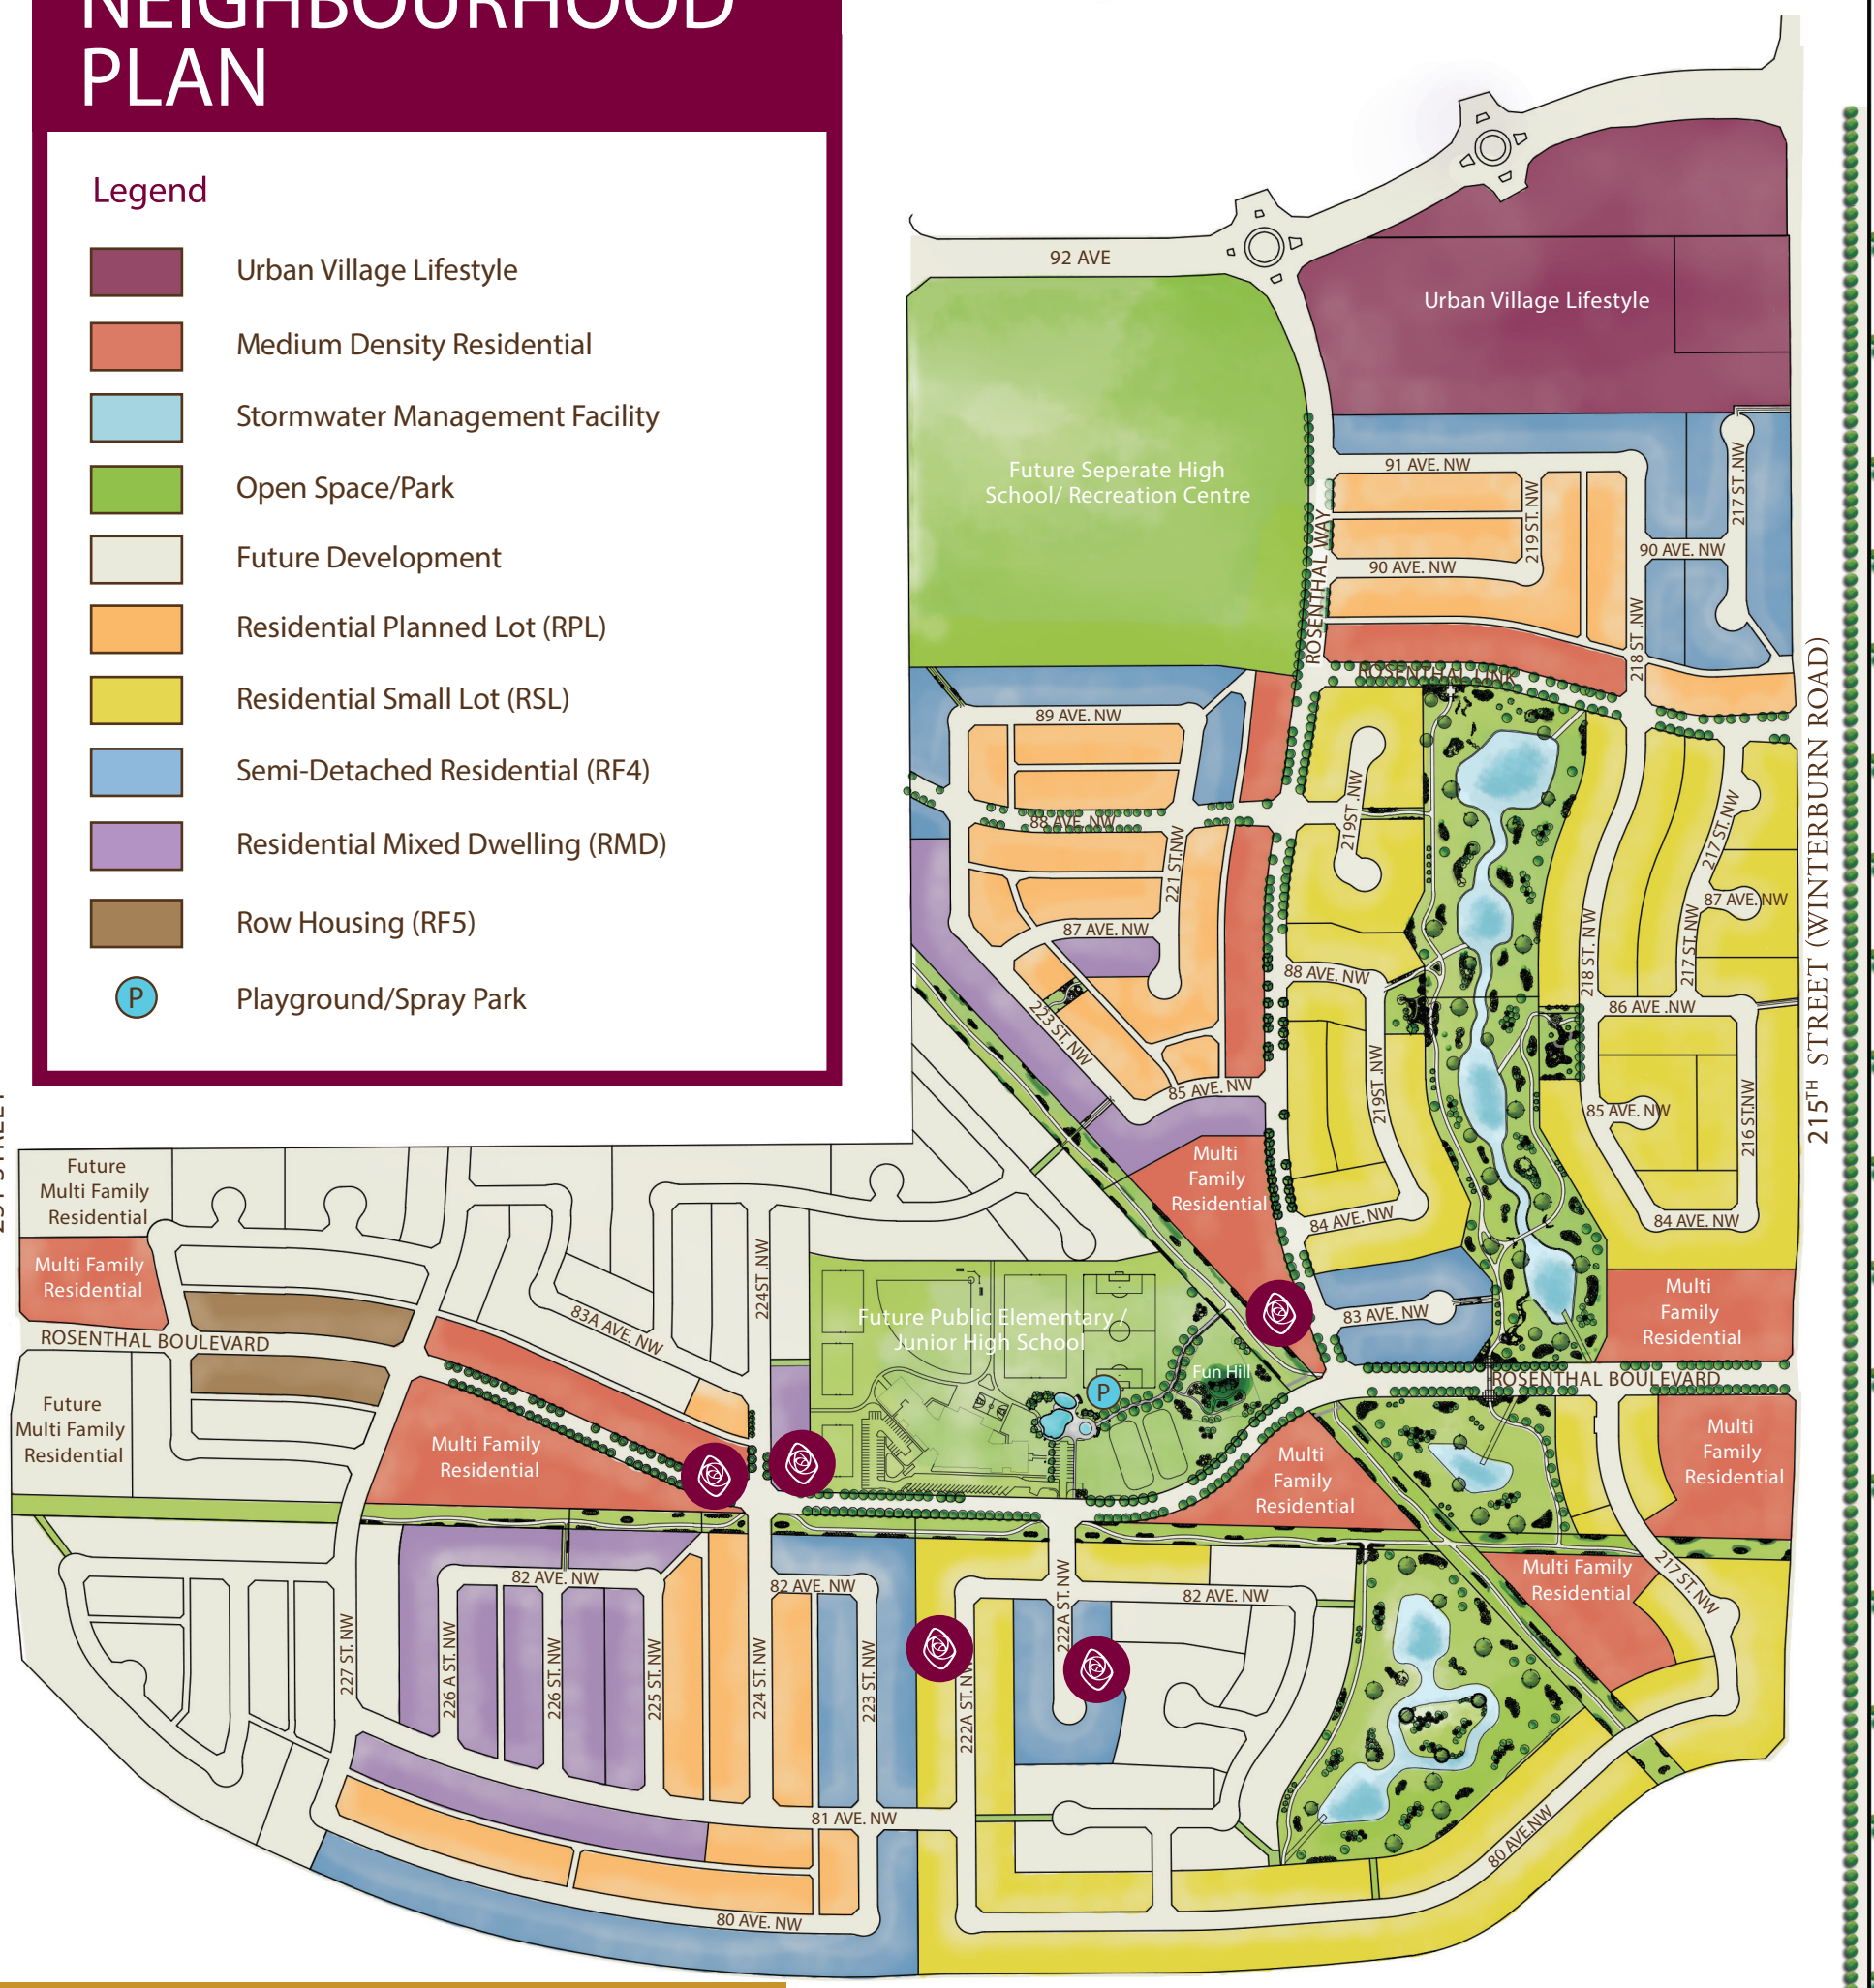 NEIGHBOURHOOD
PLAN
Legend
Urban Village Lifestyle
Medium Density Residential
Stormwater Management Facility
Open Space/Park
Future Development
Residential Planned Lot (RPL)
Residential Small Lot (RSL)
Semi-Detached Residential (RF4)
Residential Mixed Dwelling (RMD)
Row Housing (RF5)
P
Playground/Spray Park
92 AVE
Urban Village Lifestyle
Future Seperate High
School/ Recreation Centre
91 AVE. NW
219 ST. NW
217 ST .NW
90 AVE. NW
90 AVE. NW
ROSENTHAL WAY
218 ST .NW
ROSENTHAL LINK
215TH STREET (WINTERBURN ROAD)
89 AVE. NW
88 AVE. NW
219ST .NW
217 ST. NW
221 ST.NW
87 AVE. NW
87 AVE. NW
218 ST. NW
217 ST. NW
88 AVE. NW
86 AVE .NW
223 ST. NW
219ST .NW
85 AVE. NW
85 AVE. NW
216 ST.NW
Multi
Family
Residential
84 AVE. NW
84 AVE. NW
Future
Multi Family
Residential
Multi Family
Residential
ROSENTHAL BOULEVARD
83A AVE. NW
224ST .NW
Future Public Elementary /
Junior High School
Fun Hill
P
83 AVE. NW
Multi
Family
Residential
ROSENTHAL BOULEVARD
Future
Multi Family
Residential
Multi Family
Residential
Multi
Family
Residential
Multi
Family
Residential
Multi Family
Residential
217 ST. NW
82 AVE. NW
82 AVE. NW
82 AVE. NW
227 ST. NW
226 A ST. NW
226 ST. NW
225 ST. NW
224 ST. NW
223 ST. NW
222A ST. NW
222A ST. NW
81 AVE. NW
80 AVE.NW
80 AVE. NW